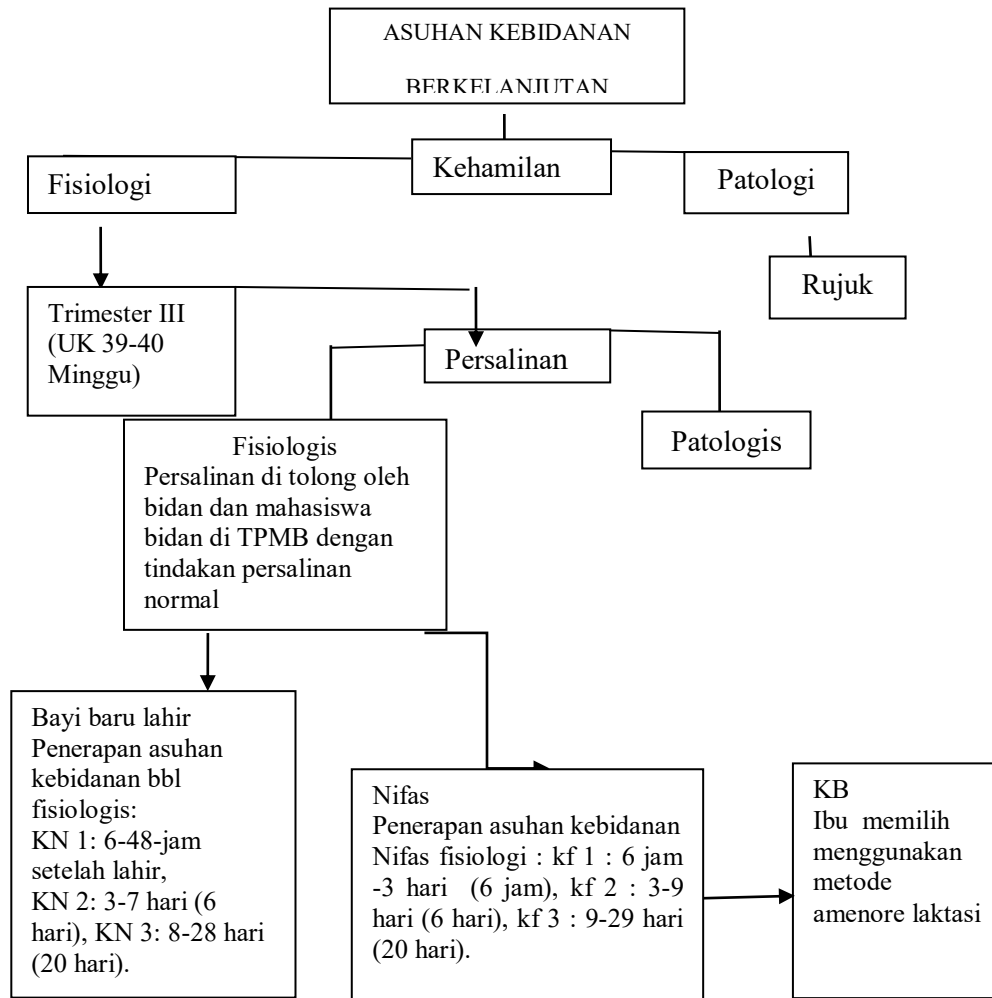 ASUHAN KEBIDANAN
BERKELANJUTAN
Kehamilan
Fisiologi
Patologi
Rujuk
Trimester III
(UK 39-40
Minggu)
Persalinan
Patologis
Fisiologis
Persalinan di tolong oleh
bidan dan mahasiswa
bidan di TPMB dengan
tindakan persalinan
normal
Bayi baru lahir
Penerapan asuhan
kebidanan bbl
fisiologis:
KN 1: 6-48-jam
setelah lahir,
KN 2: 3-7 hari (6
hari), KN 3: 8-28 hari
(20 hari).
Nifas
Penerapan asuhan kebidanan
Nifas fisiologi : kf 1 : 6 jam
-3 hari (6 jam), kf 2 : 3-9
hari (6 hari), kf 3 : 9-29 hari
(20 hari).
KB
Ibu memilih
menggunakan
metode
amenore laktasi